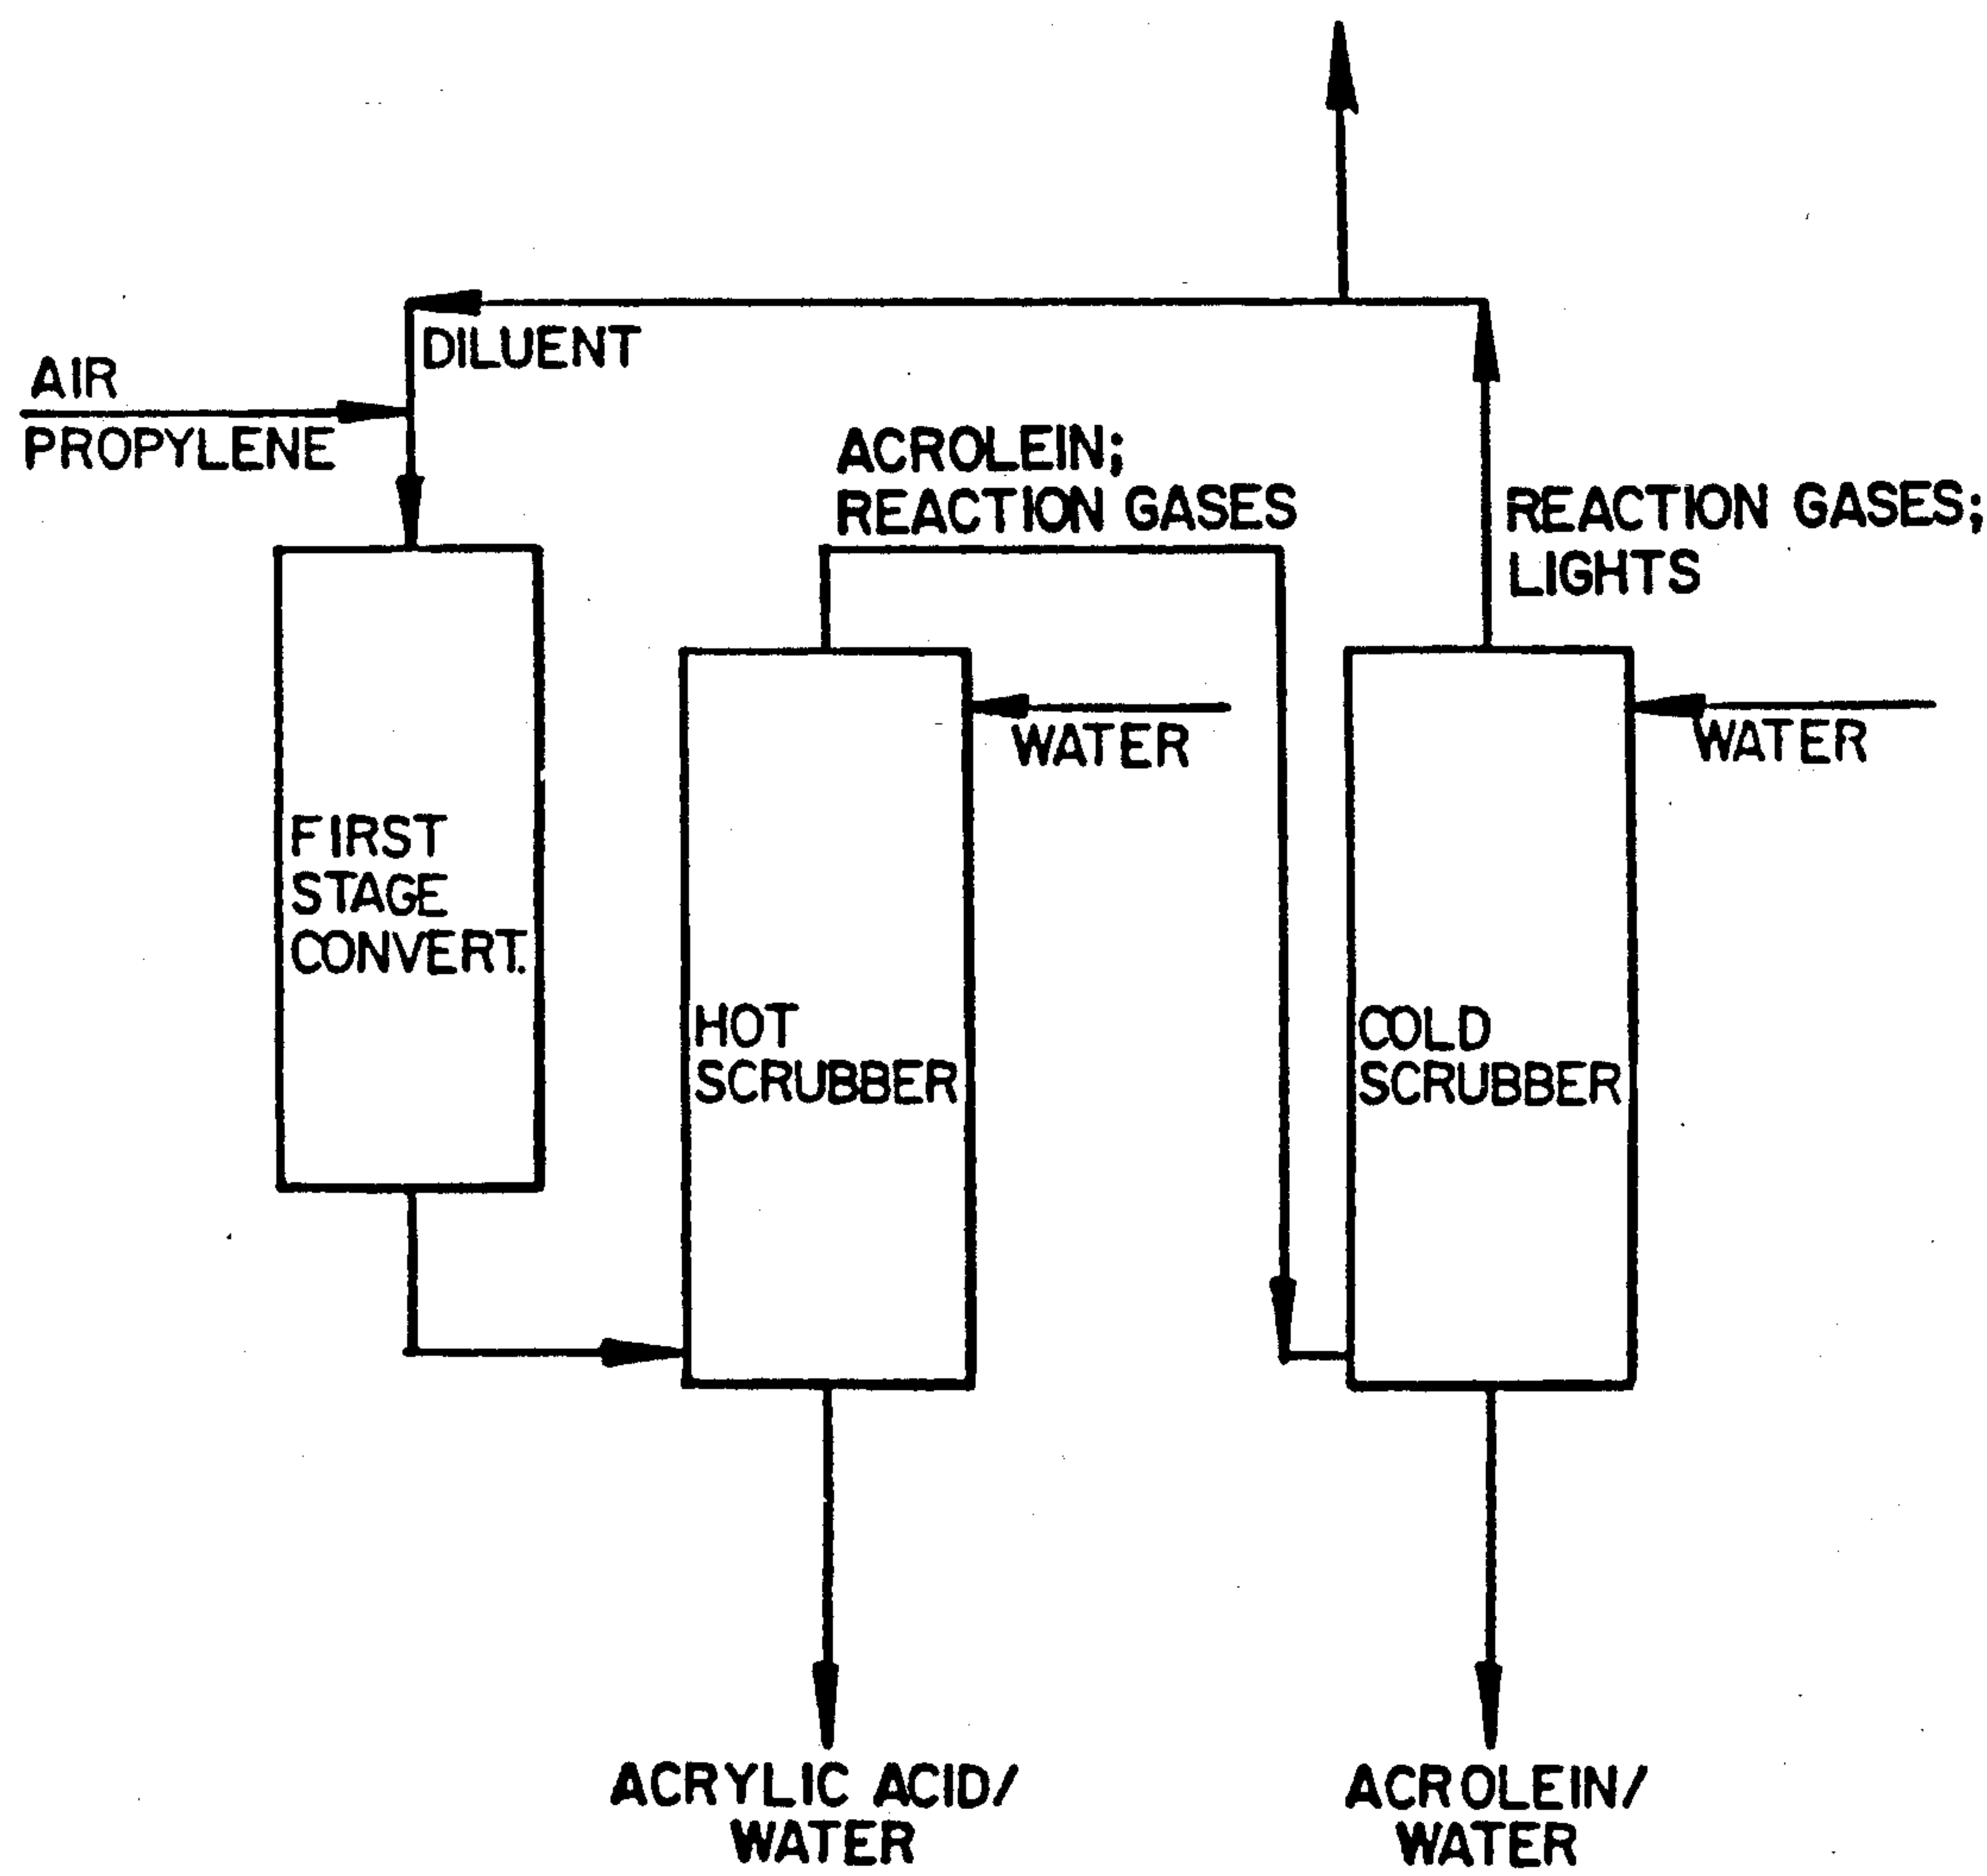 DILUENT
AIR
PROPYLENE
ACROLEIN;
REACTION GASES
REACTION GASES;
LIGHTS
WATER
WATER
FIRST
STAGE
CONVERT.
HOT
SCRUBBER
COLD
SCRUBBER
ACRYLIC ACID/
WATER
ACROLEIN/
WATER